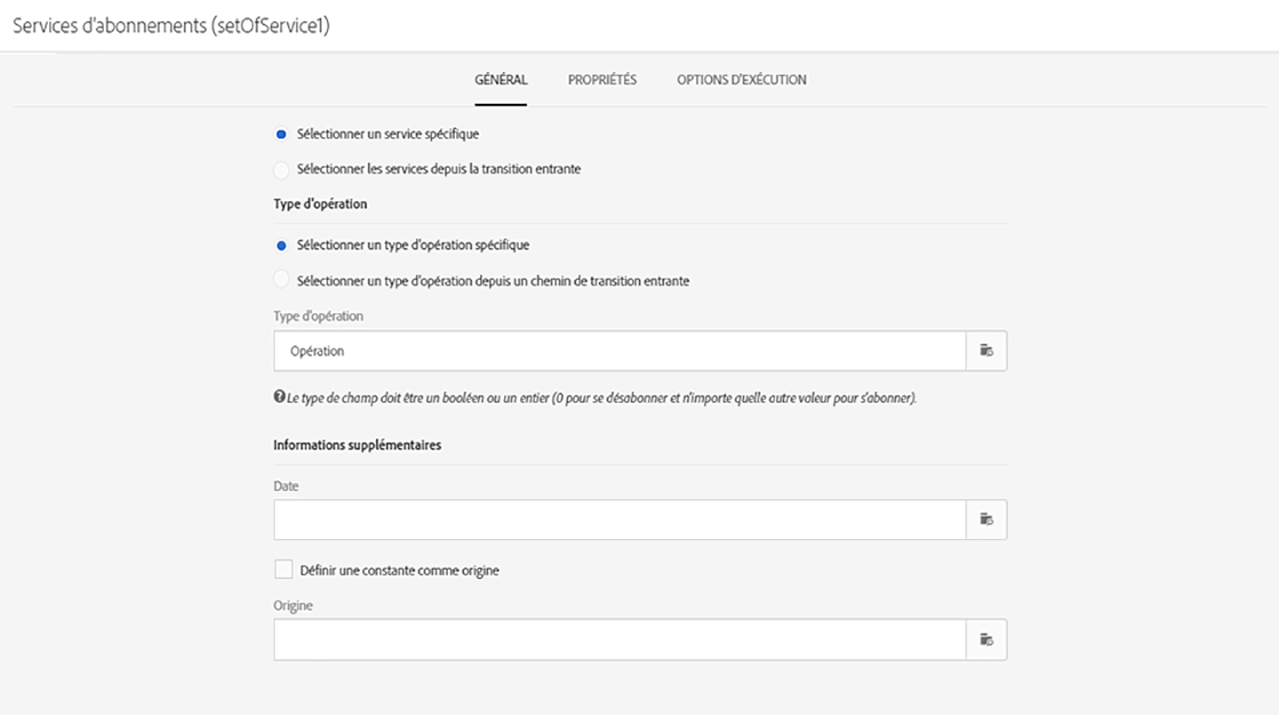 Services d'abonnements (setOfService1)
GÉNÉRAL PROPRIÉTÉS OPTIONS D'EXÉCUTION
Sélectionner un service spécifique
Sélectionner les services depuis la transition entrante
Type d'opération
Sélectionner un type d'opération spécifique
Sélectionner un type d'opération depuis un chemin de transition entrante
Type d'opération
Opération
Le type de champ doit être un booléen ou un entier (0 pour se désabonner et n'importe quelle autre valeur pour s'abonner).
Informations supplémentaires
Date
Définir une constante comme origine
Origine